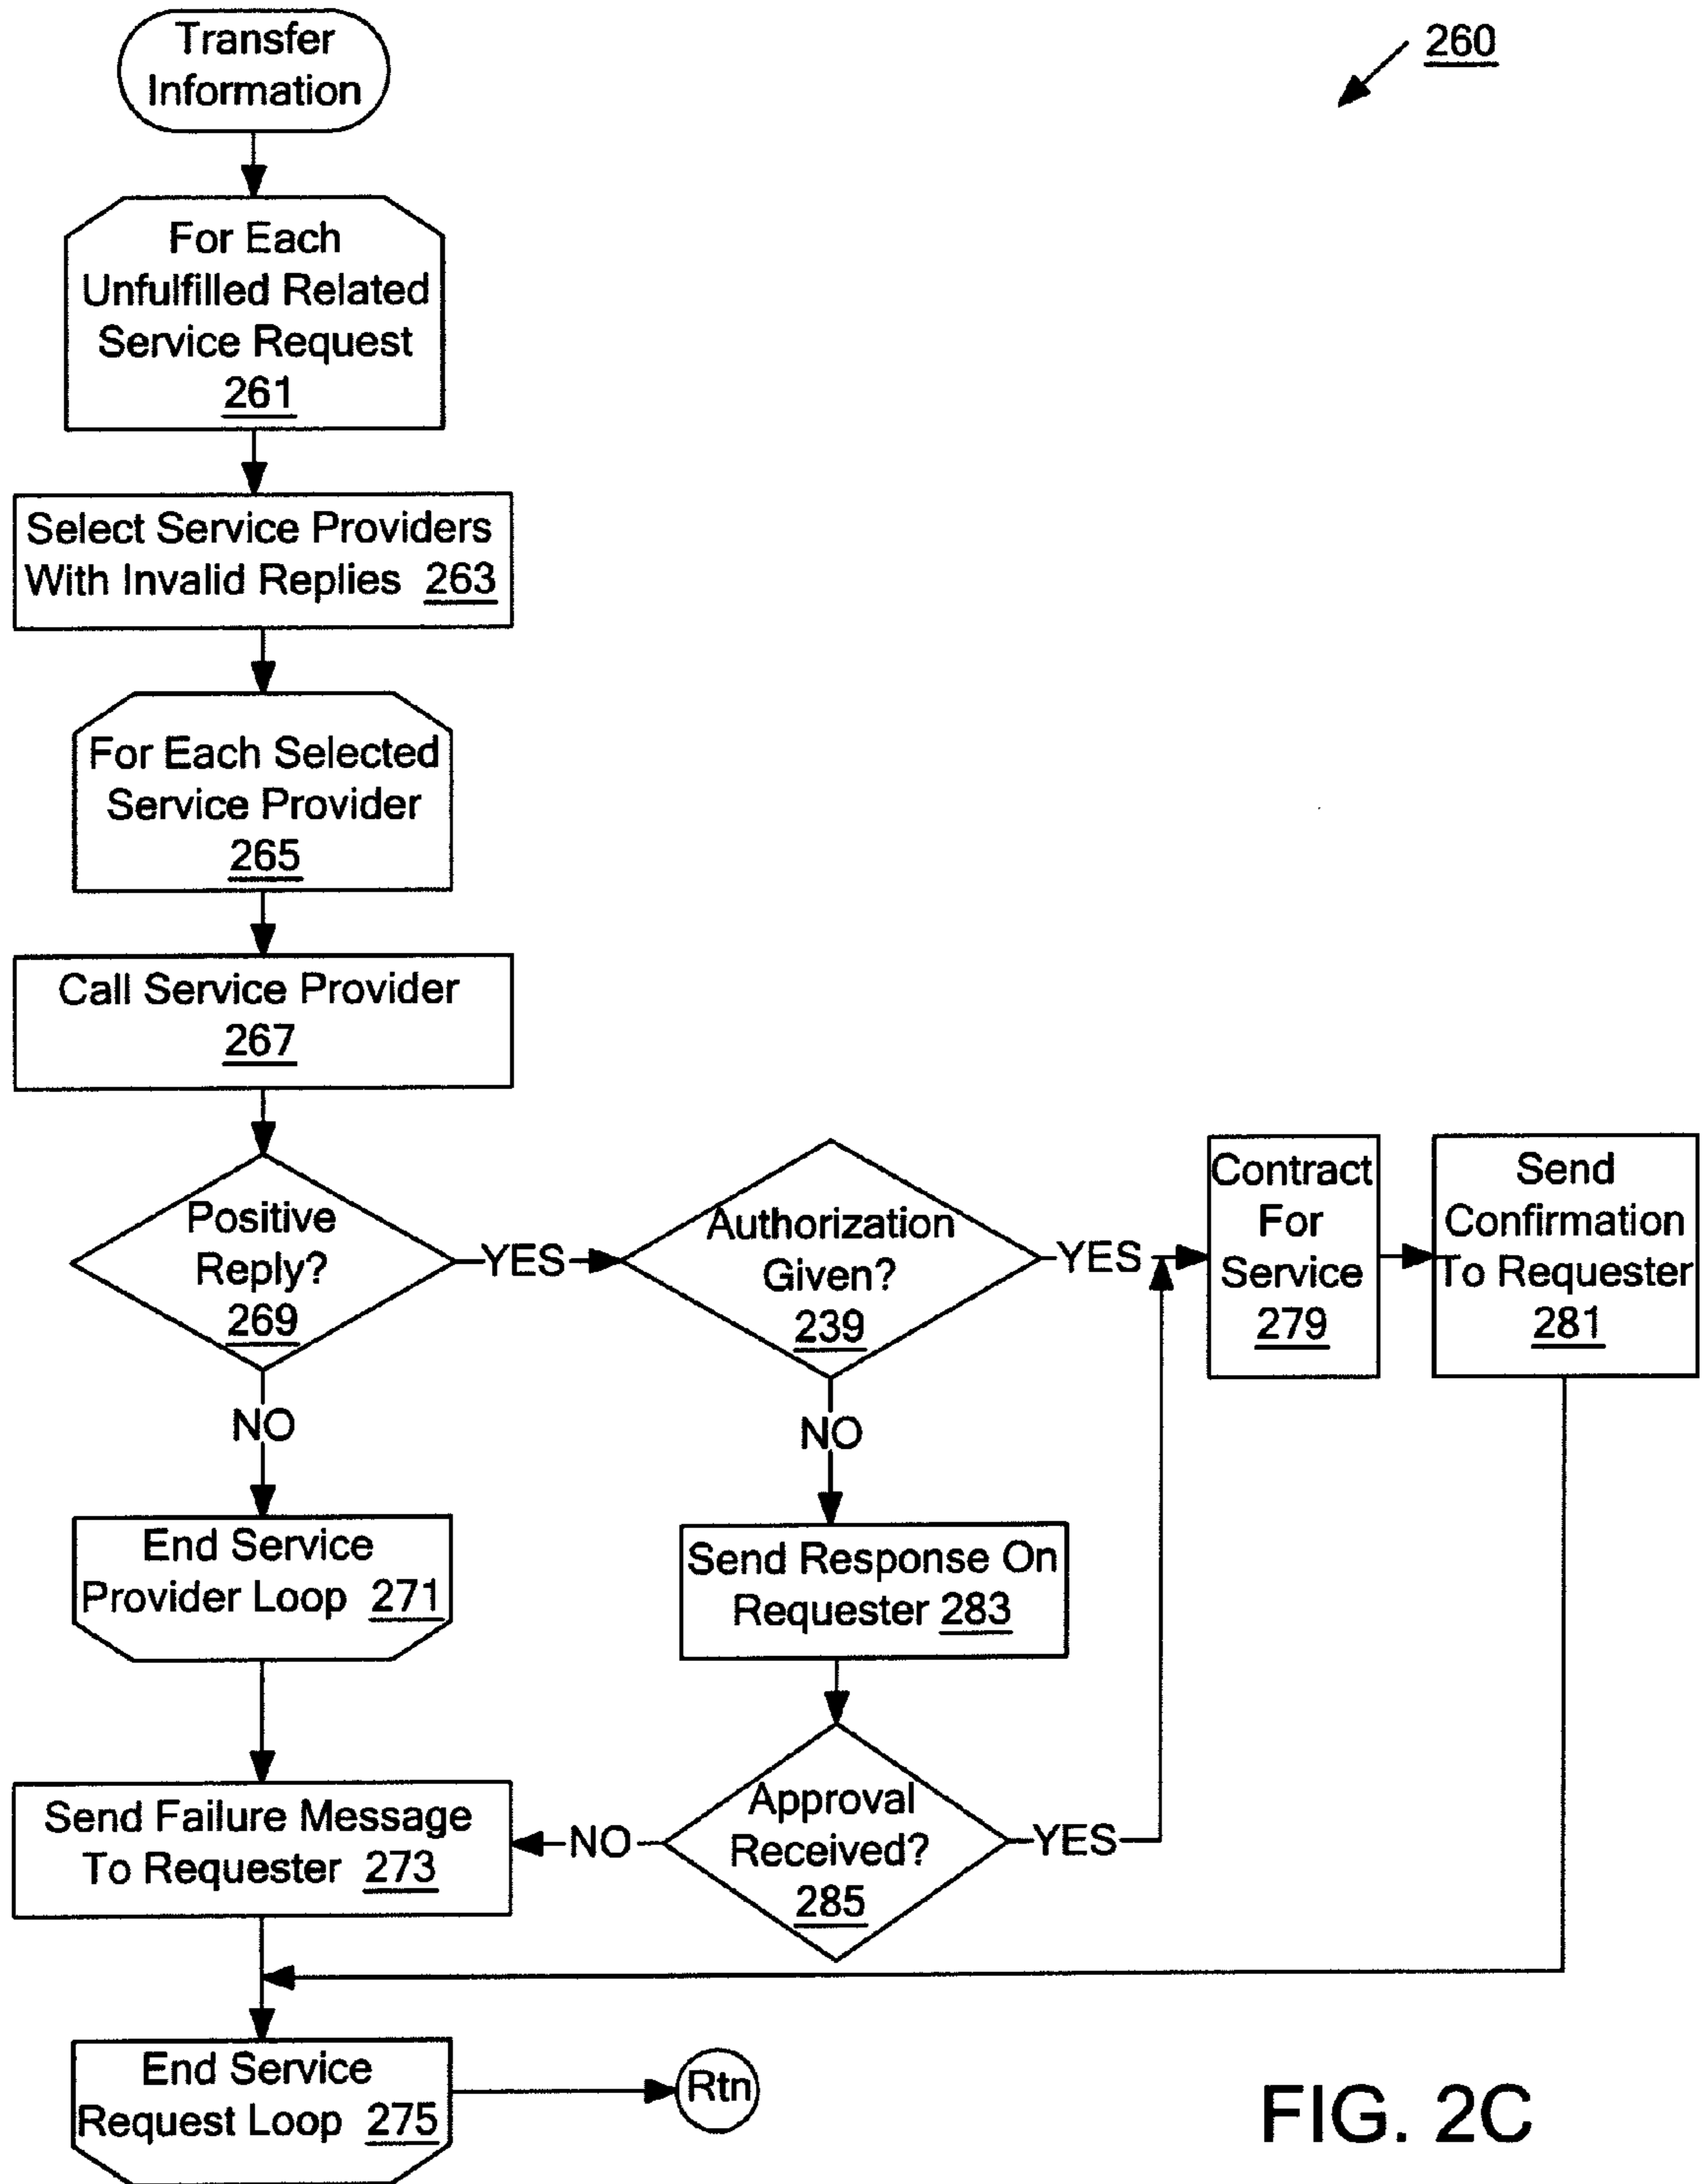 Transfer
Information
260
For Each
Unfulfilled Related
Service Request
261
Select Service Providers
With Invalid Replies 263
For Each Selected
Service Provider
265
Call Service Provider
267
Positive
Reply?
269
YES
Authorization
Given?
239
YES
Contract
For
Service
279
Send
Confirmation
To Requester
281
NO
NO
End Service
Provider Loop 271
Send Response On
Requester 283
Send Failure Message
To Requester 273
NO
Approval
Received?
285
YES
End Service
Request Loop 275
Rtn
FIG. 2C